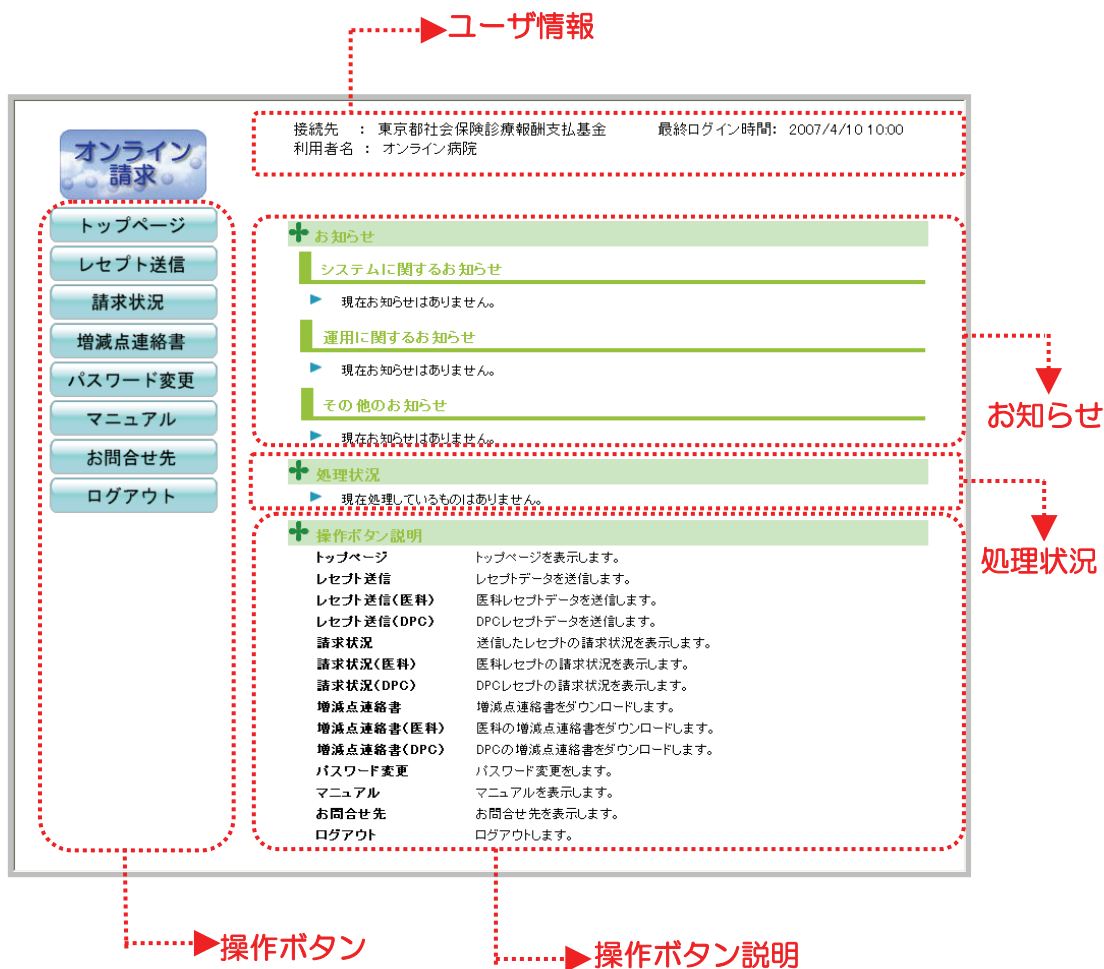 ユーザ情報
接続先 : 東京都社会保険診療報酬支払基金 最終ログイン時間: 2007/4/10 10:00
利用者名 : オンライン病院
オンライン
請求
トップページ
レセプト送信
請求状況
増減点連絡書
パスワード変更
マニュアル
お問合せ先
ログアウト
お知らせ
システムに関するお知らせ
現在お知らせはありません。
運用に関するお知らせ
現在お知らせはありません。
その他のお知らせ
現在お知らせはありません。
お知らせ
処理状況
現在処理しているものはありません。
処理状況
操作ボタン説明
トップページ トップページを表示します。
レセプト送信 レセプトデータを送信します。
レセプト送信(医科) 医科レセプトデータを送信します。
レセプト送信(DPC) DPCレセプトデータを送信します。
請求状況 送信したレセプトの請求状況を表示します。
請求状況(医科) 医科レセプトの請求状況を表示します。
請求状況(DPC) DPCレセプトの請求状況を表示します。
増減点連絡書 増減点連絡書をダウンロードします。
増減点連絡書(医科) 医科の増減点連絡書をダウンロードします。
増減点連絡書(DPC) DPCの増減点連絡書をダウンロードします。
パスワード変更 パスワード変更をします。
マニュアル マニュアルを表示します。
お問合せ先 お問合せ先を表示します。
ログアウト ログアウトします。
操作ボタン
操作ボタン説明